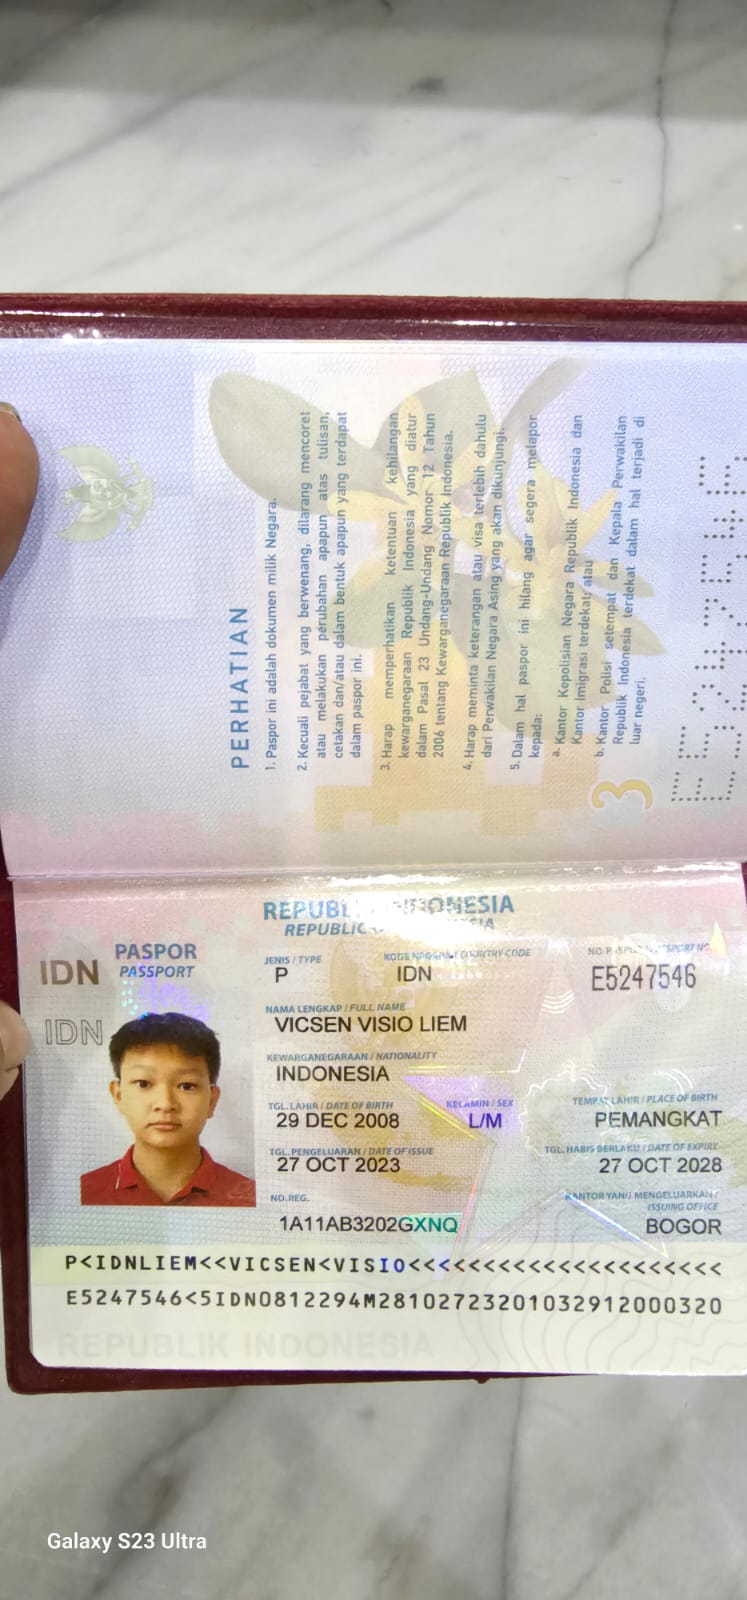 PERHATIAN
1. Paspor ini adalah dokumen milik Negara.
2. Kecuali pejabat yang berwenang, dilarang mencoret
atau melakukan perubahan apapun atas tulisan,
cetakan dan/atau dalam bentuk apapun yang terdapat
dalam paspor ini.
3. Harap memperhatikan ketentuan kehilangan
kewarganegaraan Republik Indonesia yang diatur
dalam Pasal 23 Undang-Undang Nomor 12 Tahun
2006 tentang Kewarganegaraan Republik Indonesia.
4. Harap meminta keterangan atau visa terlebih dahulu
dari Perwakilan Negara Asing yang akan dikunjungi.
5. Dalam hal paspor ini hilang agar segera melapor
kepada:
a. Kantor Kepolisian Negara Republik Indonesia dan
Kantor Imigrasi terdekat; atau
b. Kantor Polisi setempat dan Kepala Perwakilan
Republik Indonesia terdekat dalam hal terjadi di
luar negeri.
3
REPUBLIK INDONESIA
IDN
PASPOR
PASSPORT
IDN
JENIS / TYPE
P
KODE NEGARA / COUNTRY CODE
IDN
NO. PASPOR / PASSPORT NO.
E5247546
NAMA LENGKAP / FULL NAME
VICSEN VISIO LIEM
KEWARGANEGARAAN / NATIONALITY
INDONESIA
TGL. LAHIR / DATE OF BIRTH
29 DEC 2008
KELAMIN / SEX
L/M
TEMPAT LAHIR / PLACE OF BIRTH
PEMANGKAT
TGL. PENGELUARAN / DATE OF ISSUE
27 OCT 2023
TGL. HABIS BERLAKU / DATE OF EXPIRY
27 OCT 2028
NO. REG.
1A11AB3202GXNQ
KANTOR YANG MENGELUARKAN /
ISSUING OFFICE
BOGOR
P<IDNLIEM<<VICSEN<VISIO<<<<<<<<<<<<<<<<<<<<<
E5247546<5IDN0812294M28102723201032912000320
REPUBLIK INDONESIA
Galaxy S23 Ultra